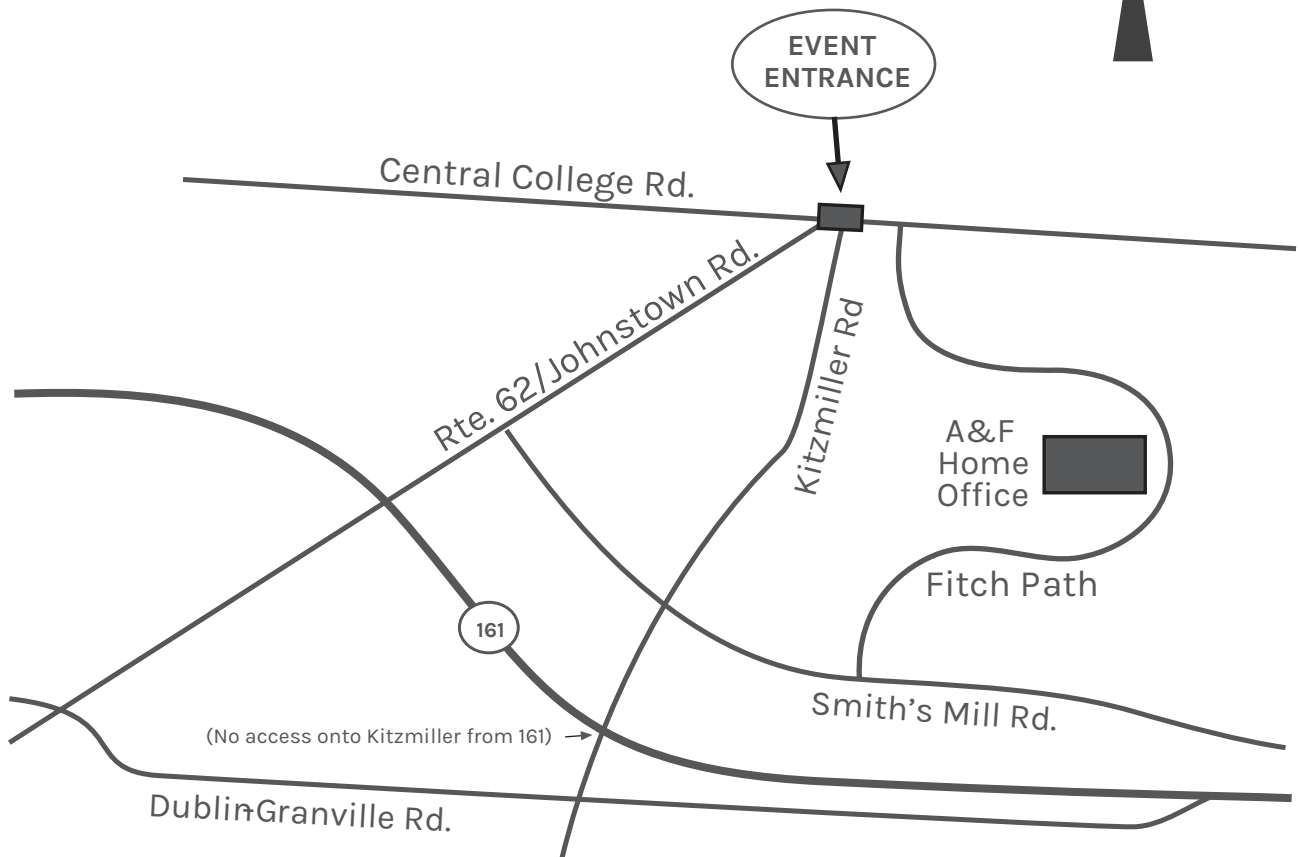 EVENT
ENTRANCE
Central College Rd.
Rte. 62/Johnstown Rd.
Kitzmiller Rd
A&F
Home
Office
Fitch Path
161
Smith’s Mill Rd.
(No access onto Kitzmiller from 161)
Dublin-Granville Rd.